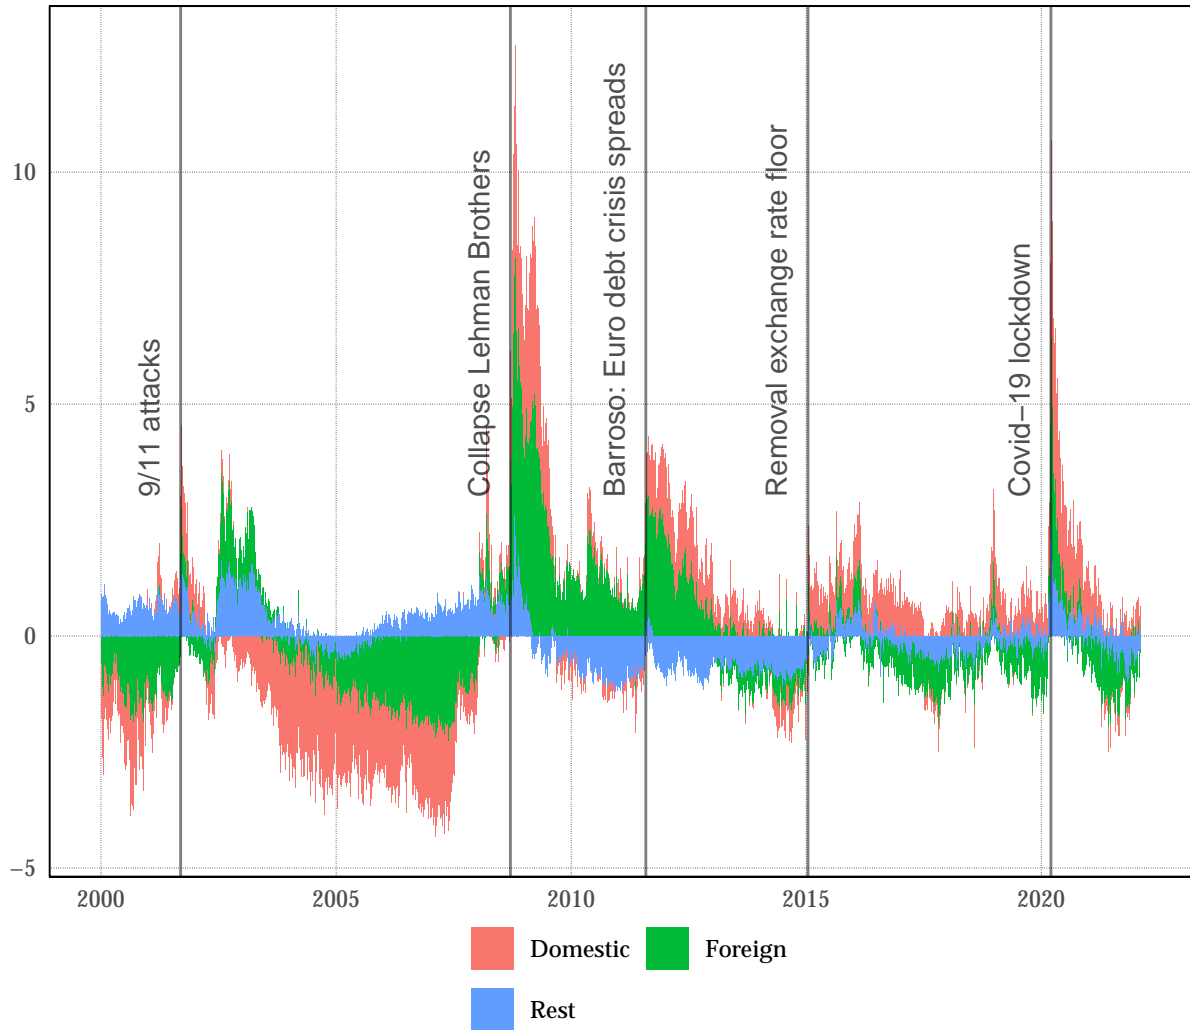 10
5
0
−5
9/11 attacks
Collapse Lehman Brothers
Barroso: Euro debt crisis spreads
Removal exchange rate floor
Covid−19 lockdown
2000
2005
2010
2015
2020
Domestic
Foreign
Rest